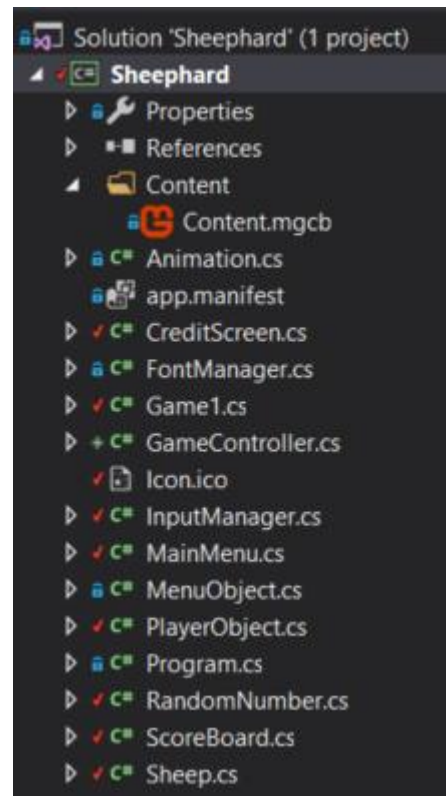 Solution 'Sheephard' (1 project)
C# Sheephard
Properties
References
Content
Content.mgcb
C# Animation.cs
app.manifest
C# CreditScreen.cs
C# FontManager.cs
C# Game1.cs
C# GameController.cs
Icon.ico
C# InputManager.cs
C# MainMenu.cs
C# MenuObject.cs
C# PlayerObject.cs
C# Program.cs
C# RandomNumber.cs
C# ScoreBoard.cs
C# Sheep.cs